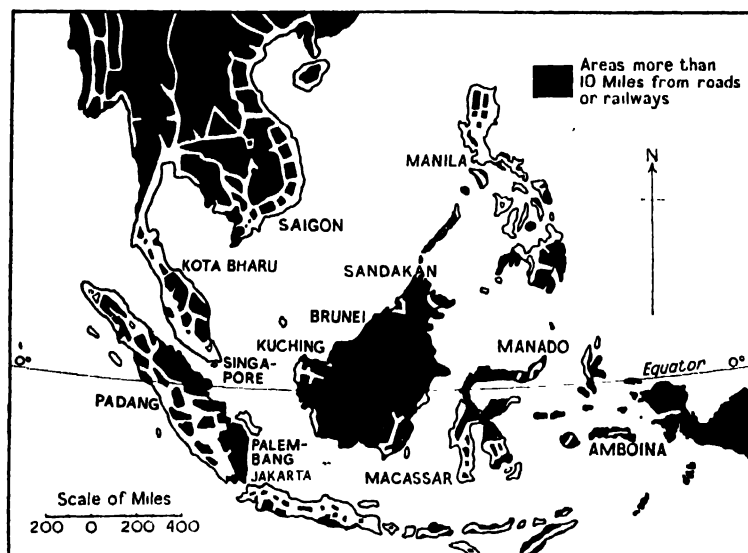 Areas more than
10 Miles from roads
or railways
N
MANILA
SAIGON
KOTA BHARU
SANDAKAN
BRUNEI
KUCHING
MANADO
0°
SINGA-
PORE
Equator
0°
PADANG
PALEM-
BANG
JAKARTA
MACASSAR
AMBOINA
Scale of Miles
200 0 200 400